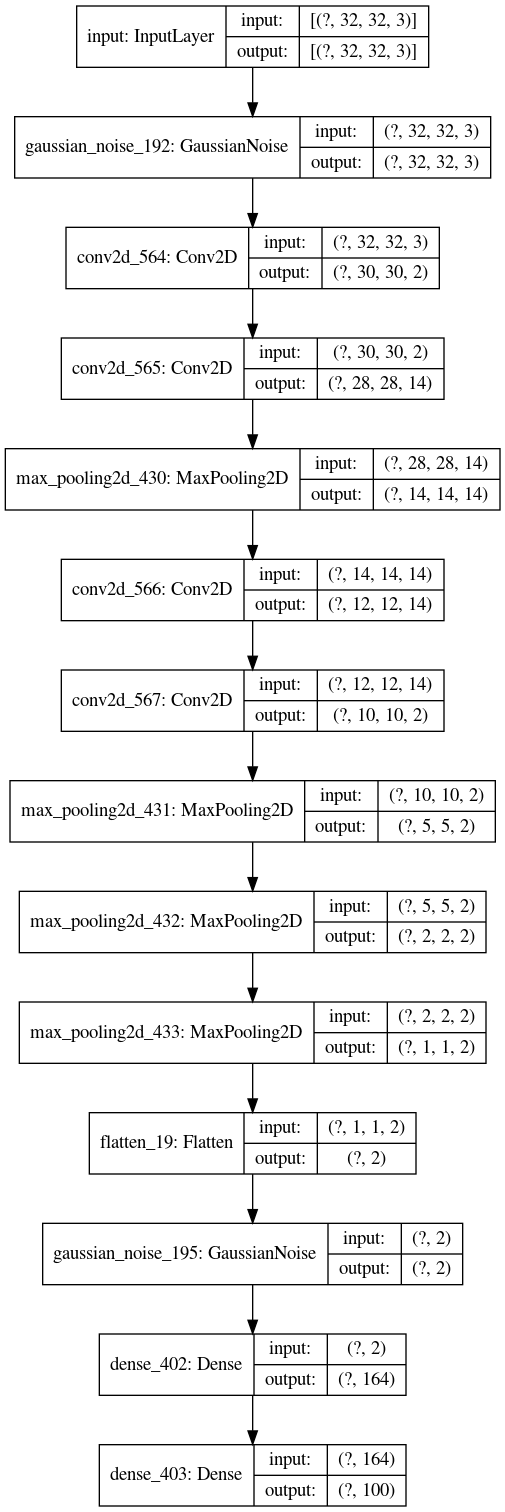 input: InputLayer
input: [(?, 32, 32, 3)]
output: [(?, 32, 32, 3)]
gaussian_noise_192: GaussianNoise
input: (?, 32, 32, 3)
output: (?, 32, 32, 3)
conv2d_564: Conv2D
input: (?, 32, 32, 3)
output: (?, 30, 30, 2)
conv2d_565: Conv2D
input: (?, 30, 30, 2)
output: (?, 28, 28, 14)
max_pooling2d_430: MaxPooling2D
input: (?, 28, 28, 14)
output: (?, 14, 14, 14)
conv2d_566: Conv2D
input: (?, 14, 14, 14)
output: (?, 12, 12, 14)
conv2d_567: Conv2D
input: (?, 12, 12, 14)
output: (?, 10, 10, 2)
max_pooling2d_431: MaxPooling2D
input: (?, 10, 10, 2)
output: (?, 5, 5, 2)
max_pooling2d_432: MaxPooling2D
input: (?, 5, 5, 2)
output: (?, 2, 2, 2)
max_pooling2d_433: MaxPooling2D
input: (?, 2, 2, 2)
output: (?, 1, 1, 2)
flatten_19: Flatten
input: (?, 1, 1, 2)
output: (?, 2)
gaussian_noise_195: GaussianNoise
input: (?, 2)
output: (?, 2)
dense_402: Dense
input: (?, 2)
output: (?, 164)
dense_403: Dense
input: (?, 164)
output: (?, 100)